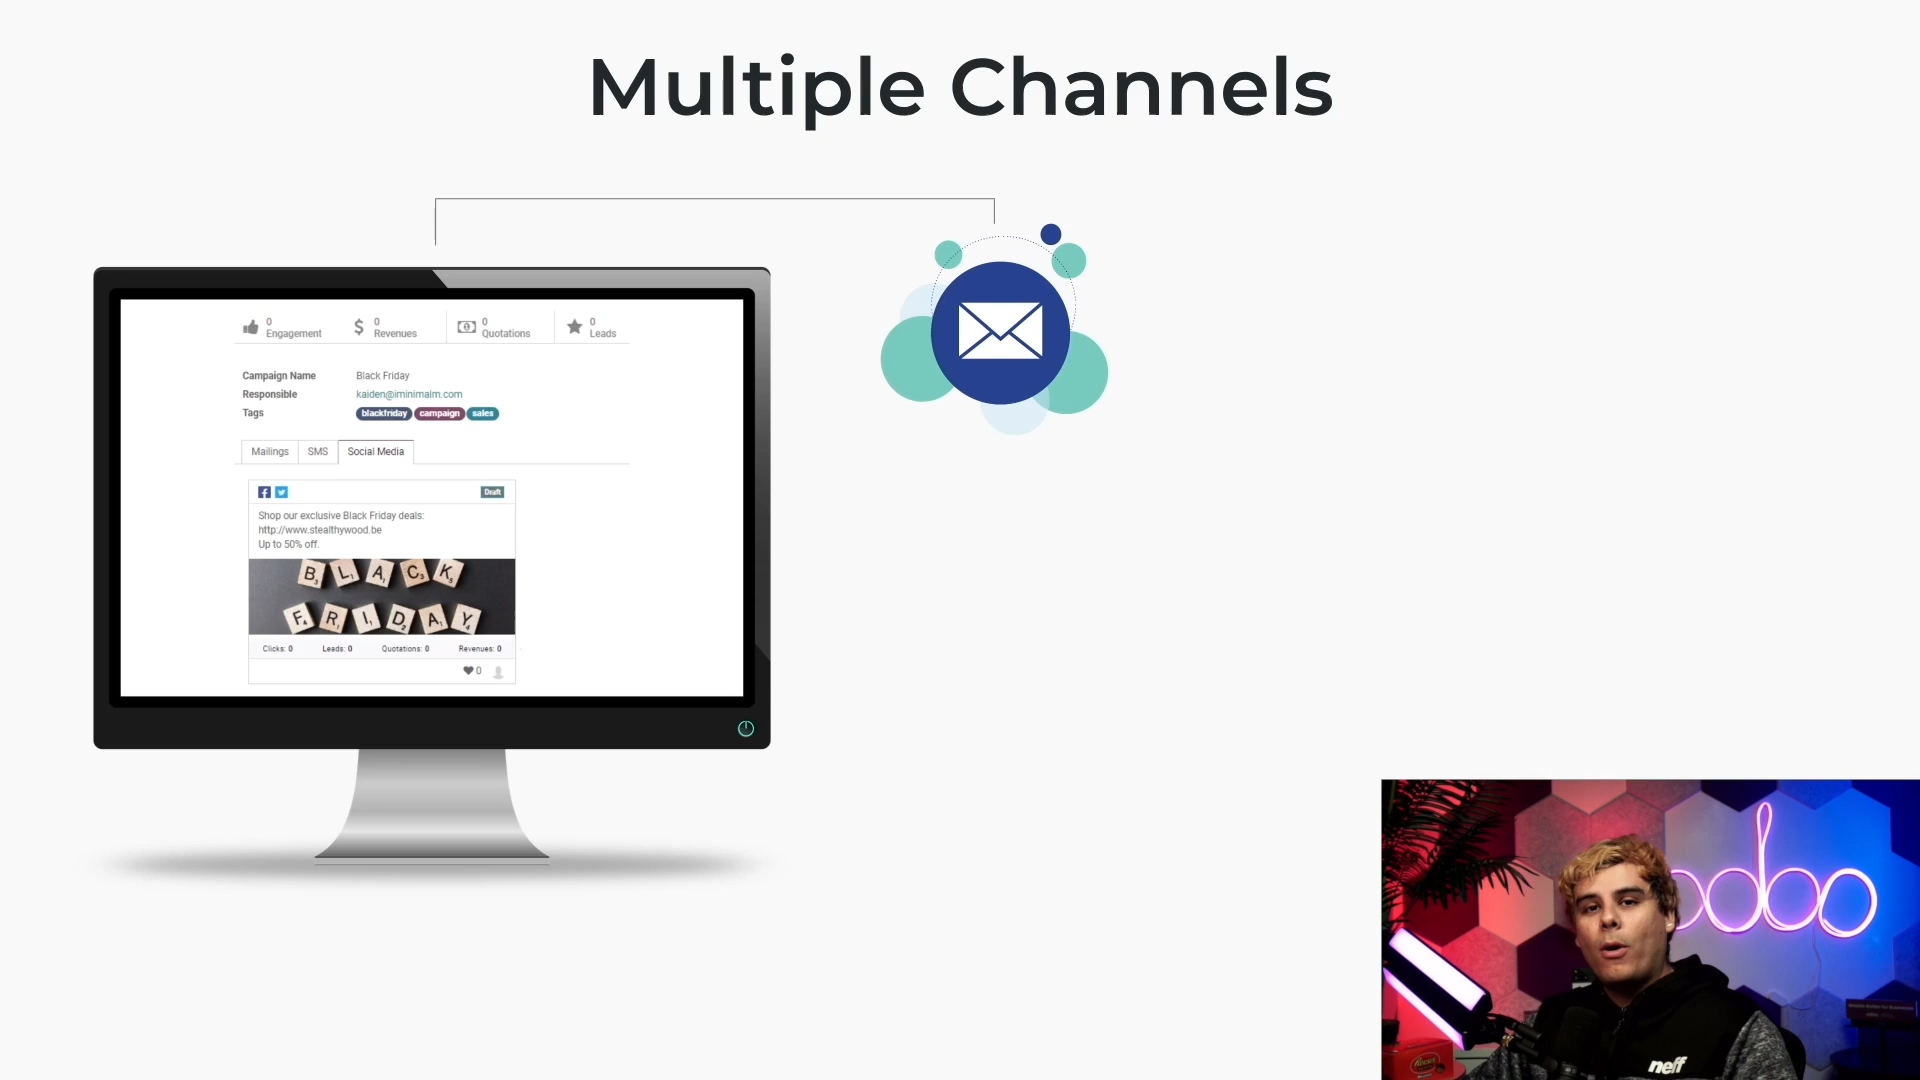 Multiple Channels
0
Engagement
0
Revenues
0
Quotations
0
Leads
Campaign Name Black Friday
Responsible kaiden@iminimalm.com
Tags blackfriday campaign sales
Mailings SMS Social Media
Draft
Shop our exclusive Black Friday deals:
http://www.stealthywood.be
Up to 50% off.
BLACK
FRIDAY
Clicks: 0 Leads: 0 Quotations: 0 Revenues: 0
0
odoo
neff